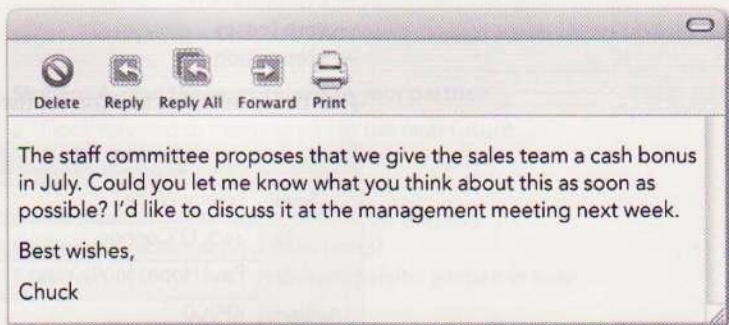 Delete Reply Reply All Forward Print
The staff committee proposes that we give the sales team a cash bonus
in July. Could you let me know what you think about this as soon as
possible? I'd like to discuss it at the management meeting next week.
Best wishes,
Chuck